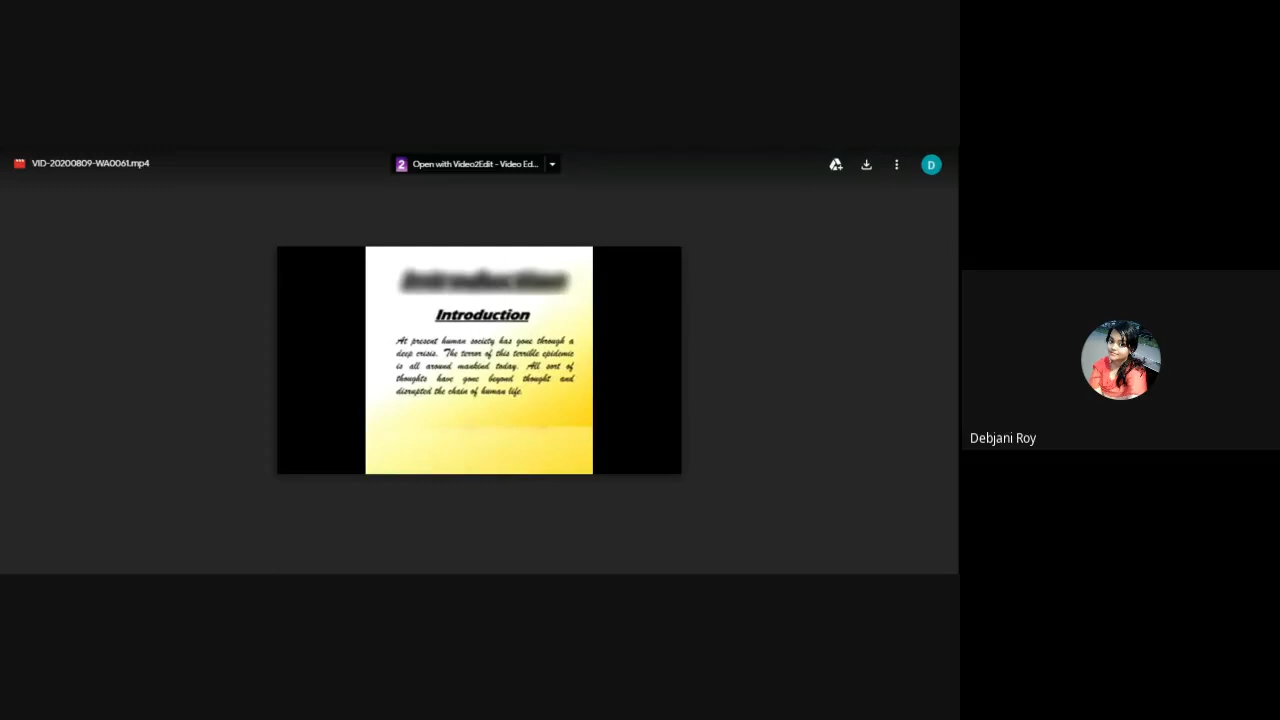 VID-20200809-WA0061.mp4
2 Open with Video2Edit - Video Ed...
D
Introduction
Introduction
At present human society has gone through a
deep crisis. The terror of this terrible epidemic
is all around mankind today. All sort of
thoughts have gone beyond thought and
disrupted the chain of human life.
Debjani Roy